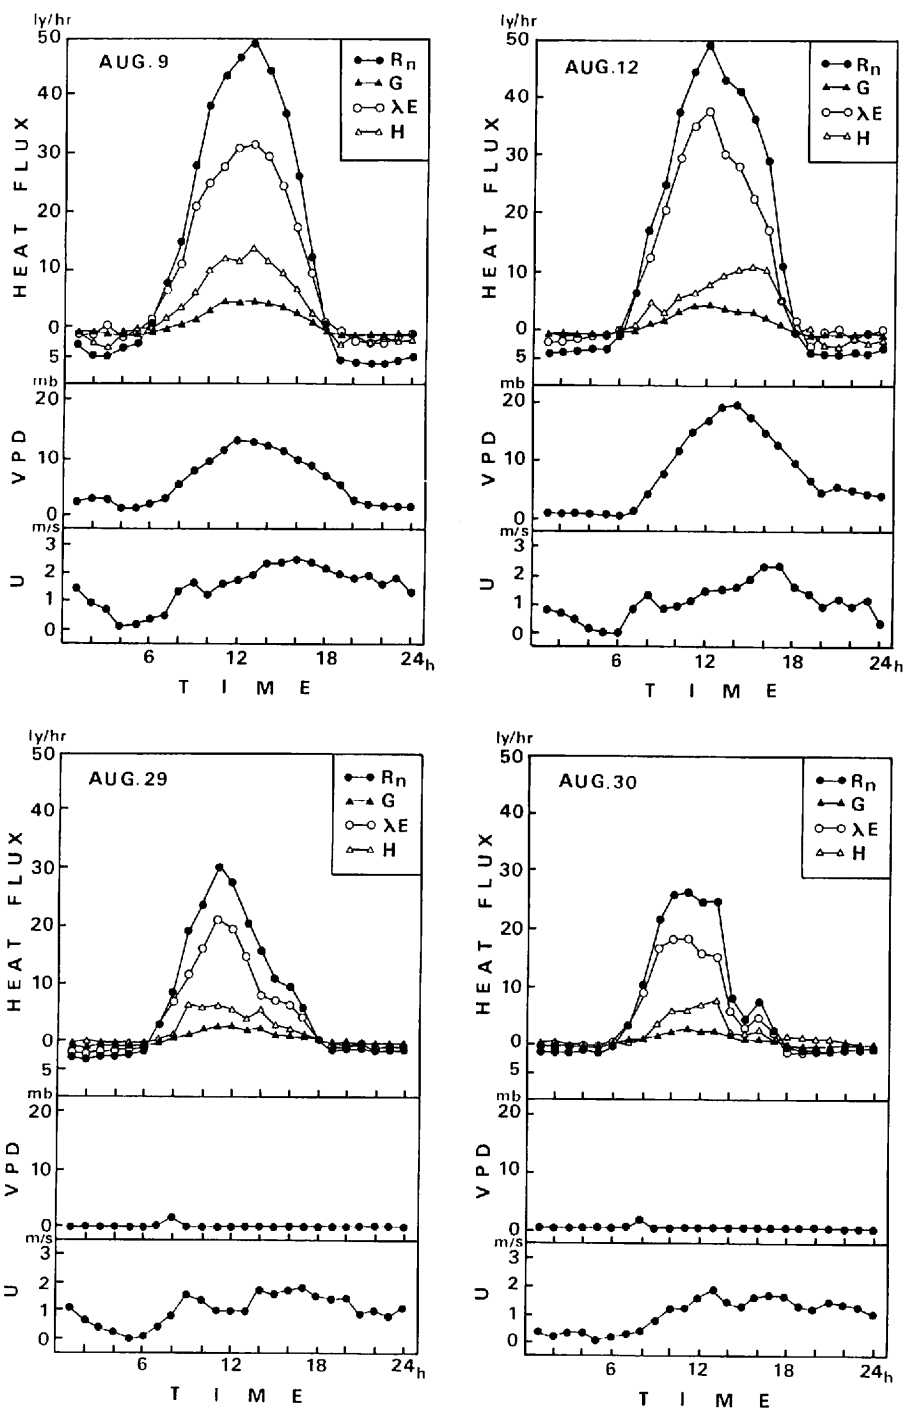 ly/hr
50
40
30
20
10
0
5
HEAT FLUX
AUG. 9
Rn
G
λE
H
mb
20
10
0
VPD
m/s
3
2
1
0
U
6 12 18 24h
TIME
ly/hr
50
40
30
20
10
0
5
HEAT FLUX
AUG.12
Rn
G
λE
H
mb
20
10
0
VPD
m/s
3
2
1
0
U
6 12 18 24h
TIME
ly/hr
50
40
30
20
10
0
5
HEAT FLUX
AUG.29
Rn
G
λE
H
mb
20
10
0
VPD
m/s
3
2
1
0
U
6 12 18 24h
TIME
ly/hr
50
40
30
20
10
0
5
HEAT FLUX
AUG.30
Rn
G
λE
H
mb
20
10
0
VPD
m/s
3
2
1
0
U
6 12 18 24h
TIME